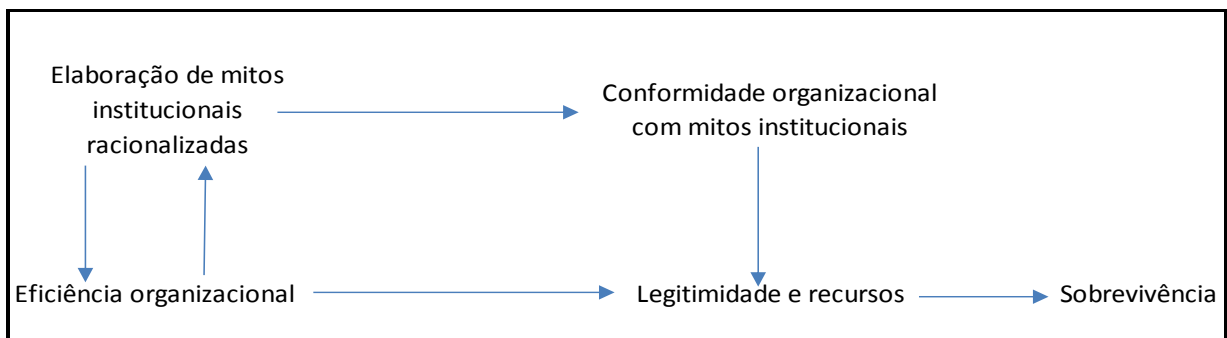 Elaboração de mitos
institucionais
racionalizadas
Conformidade organizacional
com mitos institucionais
Eficiência organizacional
Legitimidade e recursos
Sobrevivência